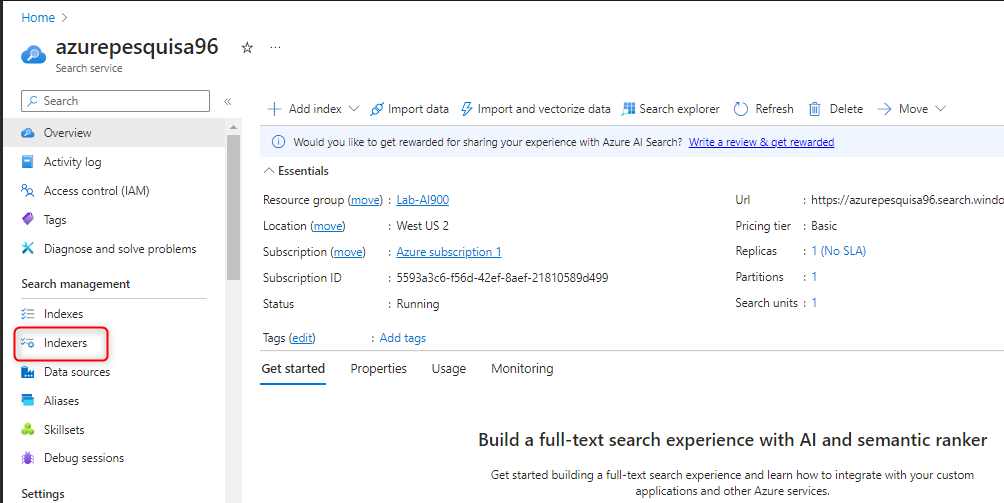 Home >
azurepesquisa96
Search service
Search
Overview
Activity log
Access control (IAM)
Tags
Diagnose and solve problems
Search management
Indexes
Indexers
Data sources
Aliases
Skillsets
Debug sessions
Settings
Add index Import data Import and vectorize data Search explorer Refresh Delete Move
Would you like to get rewarded for sharing your experience with Azure AI Search? Write a review & get rewarded
Essentials
Resource group (move) : Lab-AI900
Location (move) : West US 2
Subscription (move) : Azure subscription 1
Subscription ID : 5593a3c6-f56d-42ef-8aef-21810589d499
Status : Running
Url : https://azurepesquisa96.search.windo
Pricing tier : Basic
Replicas : 1 (No SLA)
Partitions : 1
Search units : 1
Tags (edit) : Add tags
Get started Properties Usage Monitoring
Build a full-text search experience with AI and semantic ranker
Get started building a full-text search experience and learn how to integrate with your custom
applications and other Azure services.